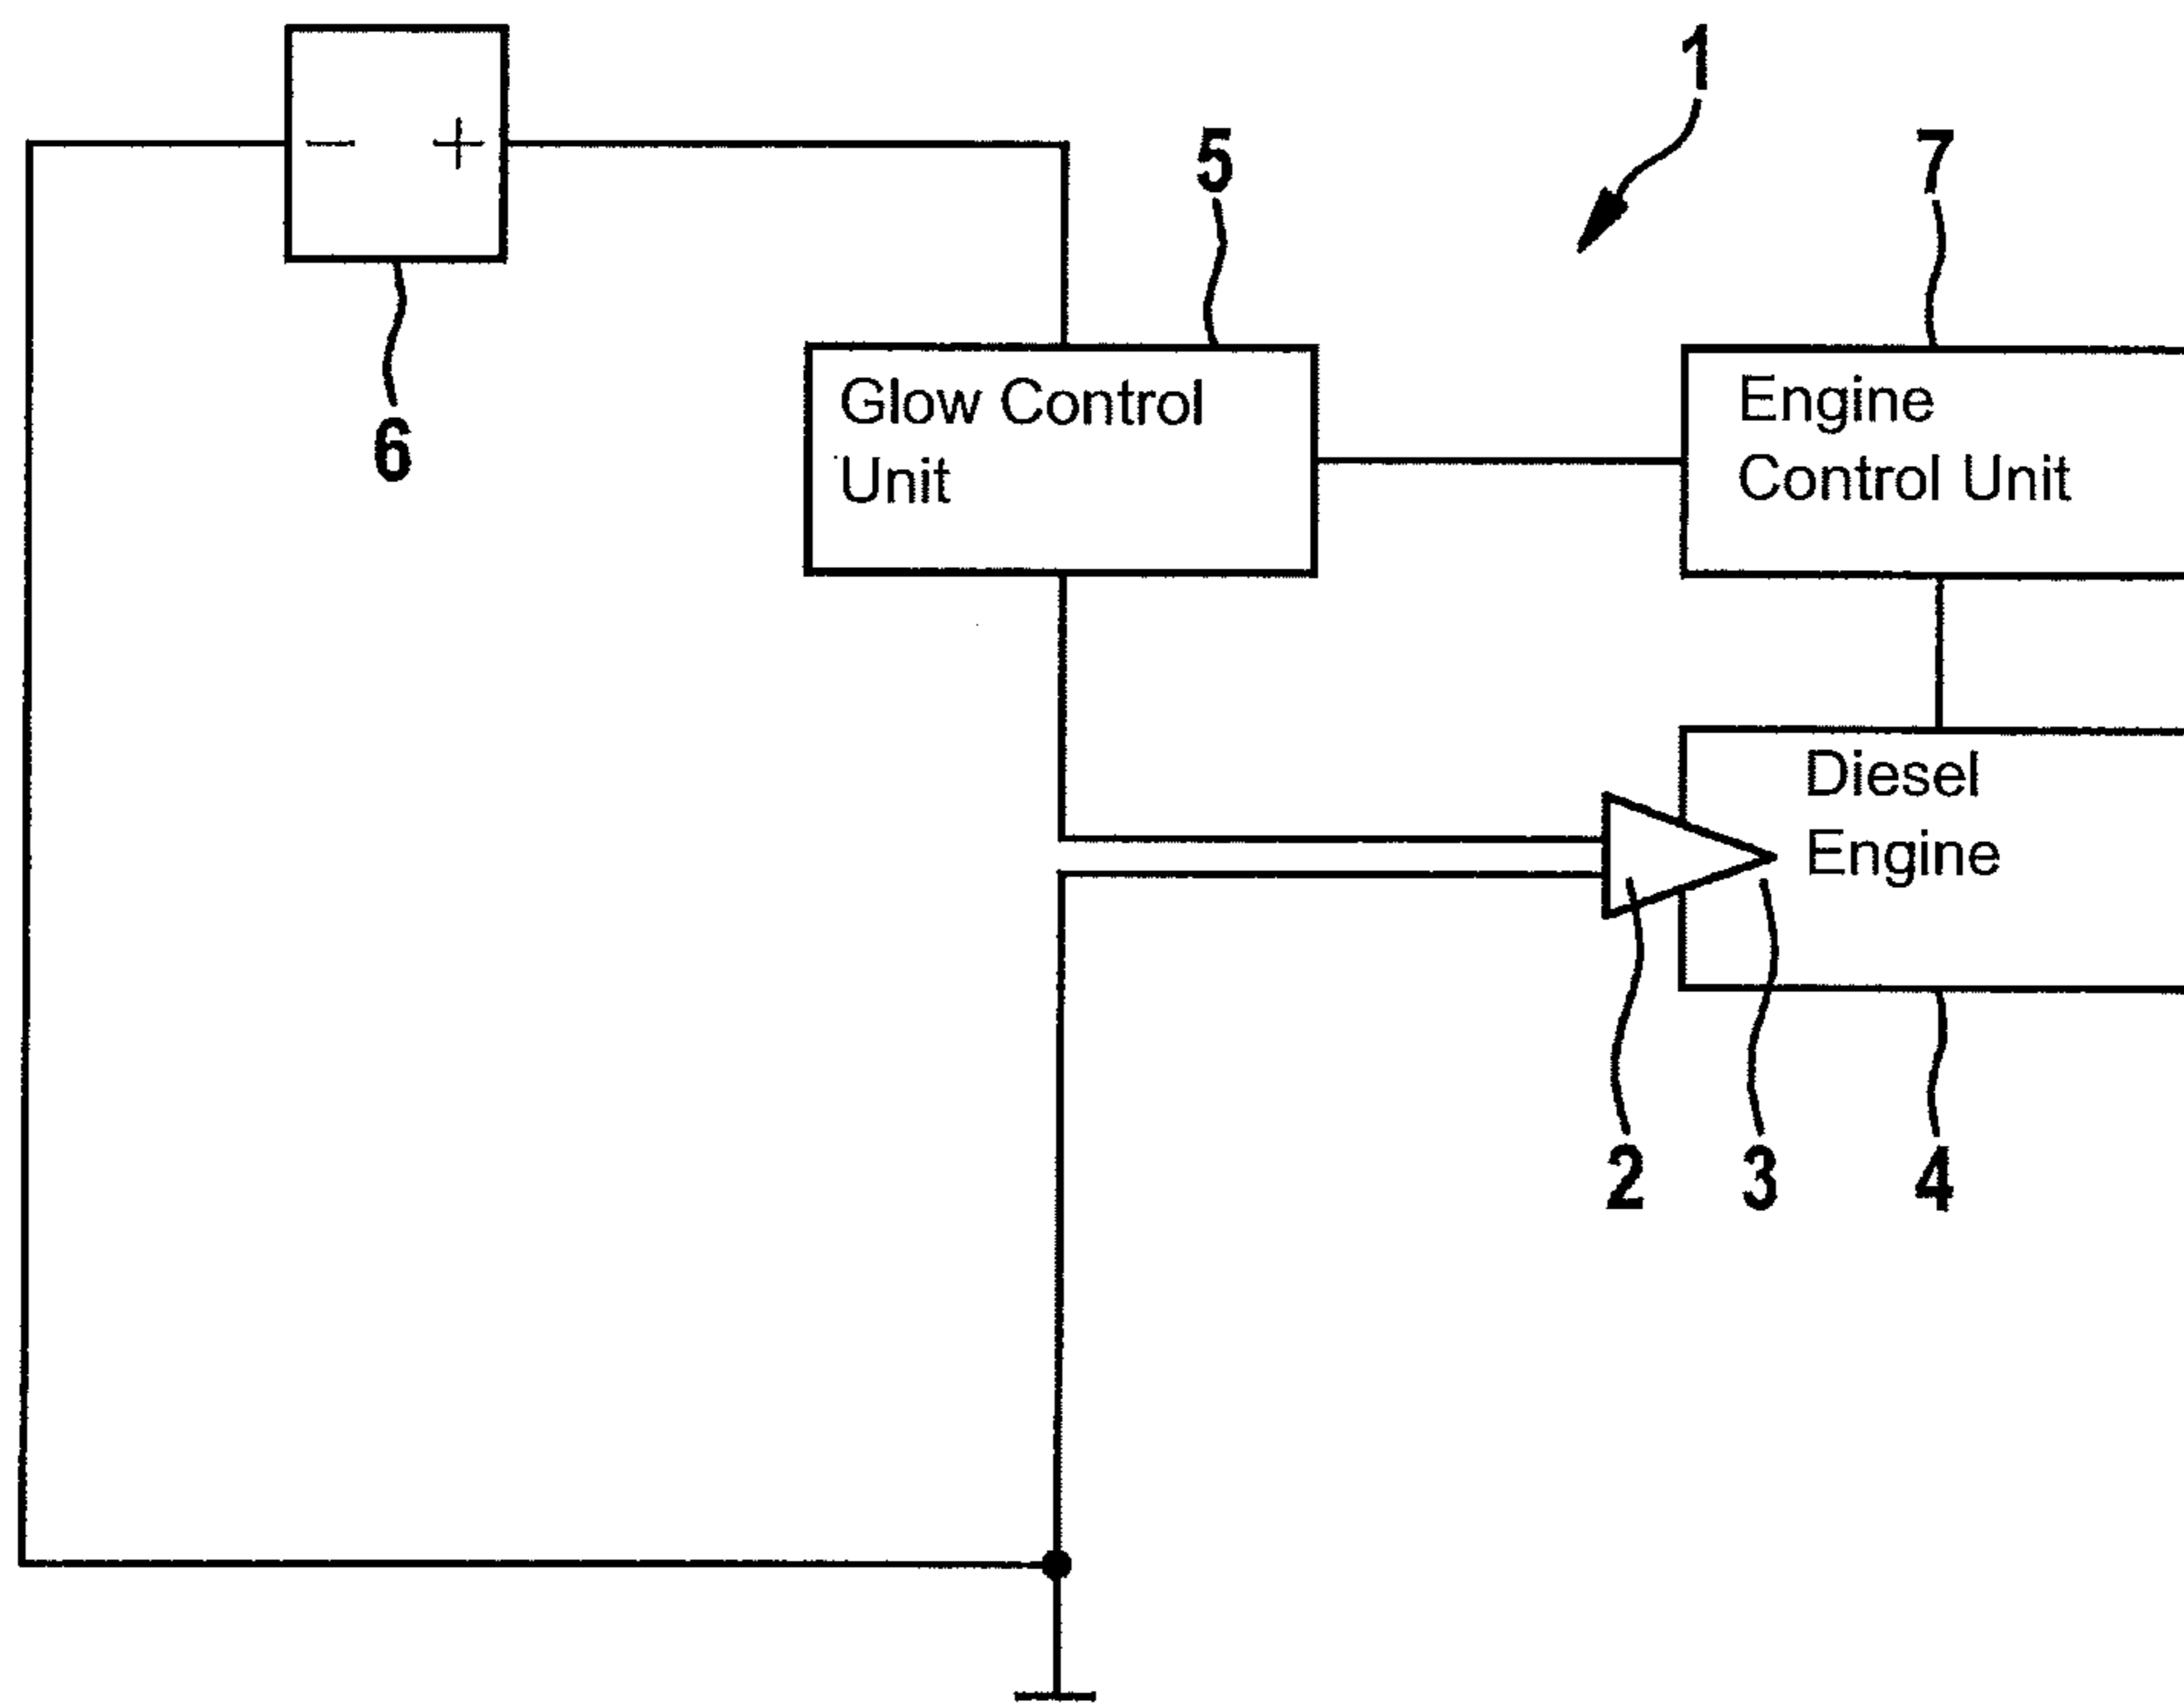 1
− +
5
7
6
Glow Control
Unit
Engine
Control Unit
Diesel
Engine
2
3
4